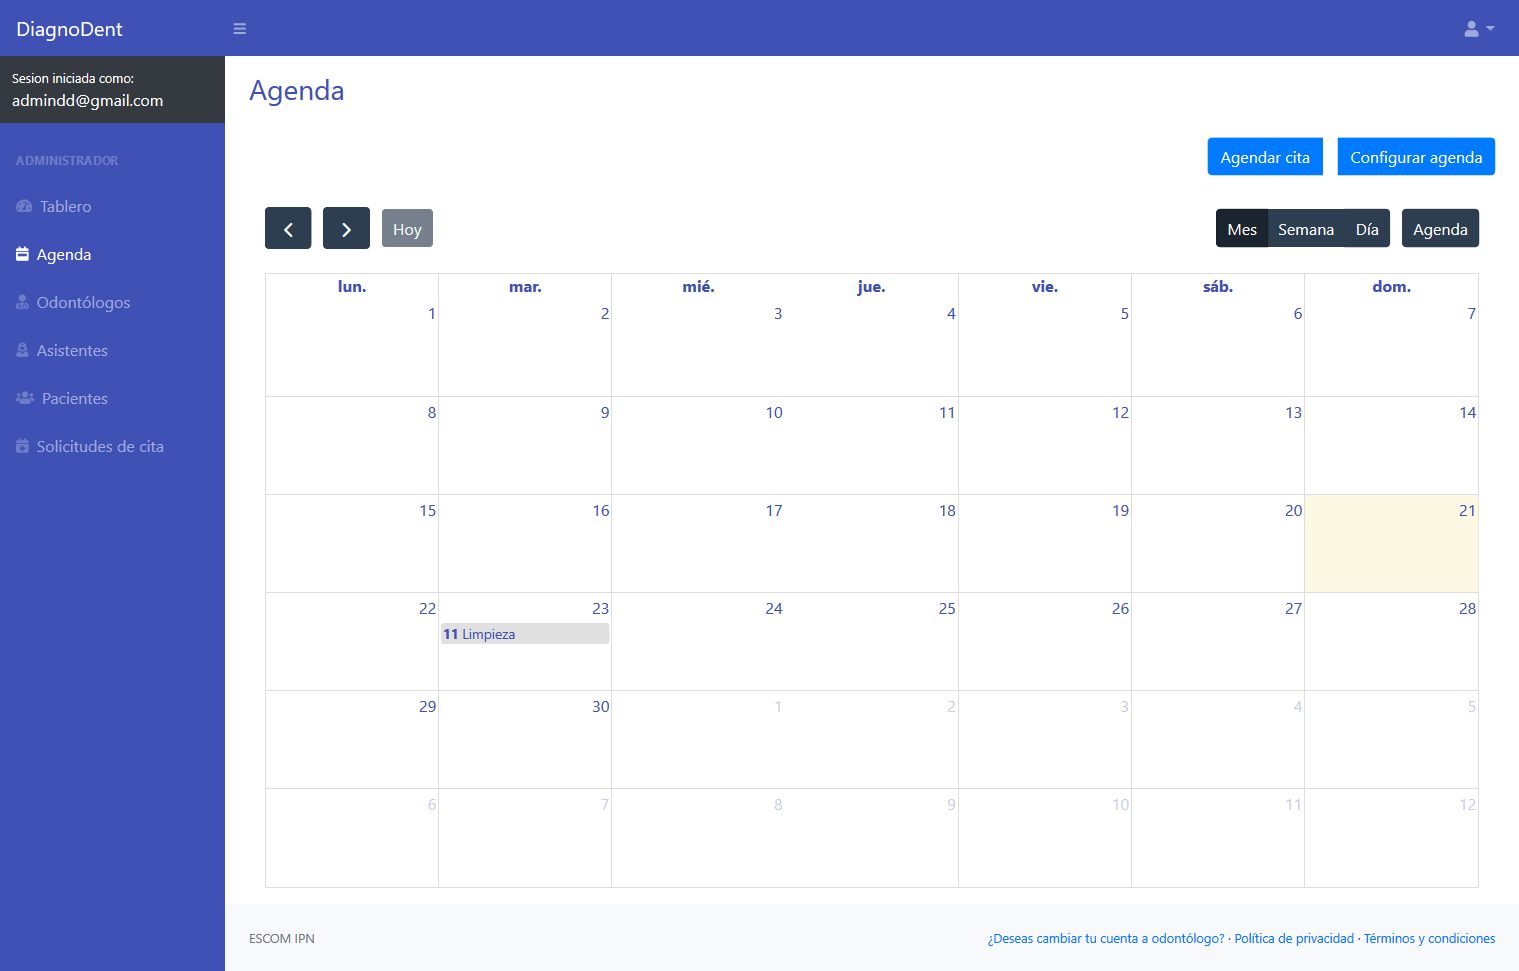 DiagnoDent
Sesion iniciada como:
admindd@gmail.com
ADMINISTRADOR
Tablero
Agenda
Odontólogos
Asistentes
Pacientes
Solicitudes de cita
Agenda
Agendar cita Configurar agenda
Hoy Mes Semana Día Agenda
lun. mar. mié. jue. vie. sáb. dom.
1 2 3 4 5 6 7
8 9 10 11 12 13 14
15 16 17 18 19 20 21
22 23 24 25 26 27 28
11 Limpieza
29 30 1 2 3 4 5
6 7 8 9 10 11 12
ESCOM IPN ¿Deseas cambiar tu cuenta a odontólogo? · Política de privacidad · Términos y condiciones